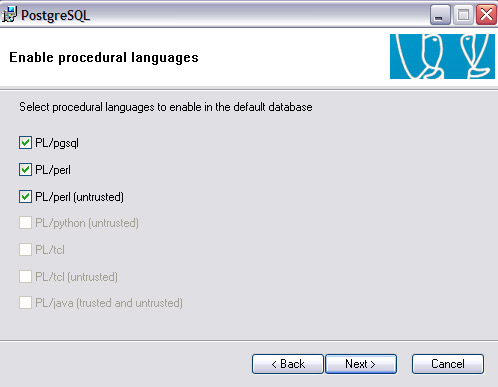 PostgreSQL
Enable procedural languages
Select procedural languages to enable in the default database
PL/pgsql
PL/perl
PL/perl (untrusted)
PL/python (untrusted)
PL/tcl
PL/tcl (untrusted)
PL/java (trusted and untrusted)
< Back Next > Cancel